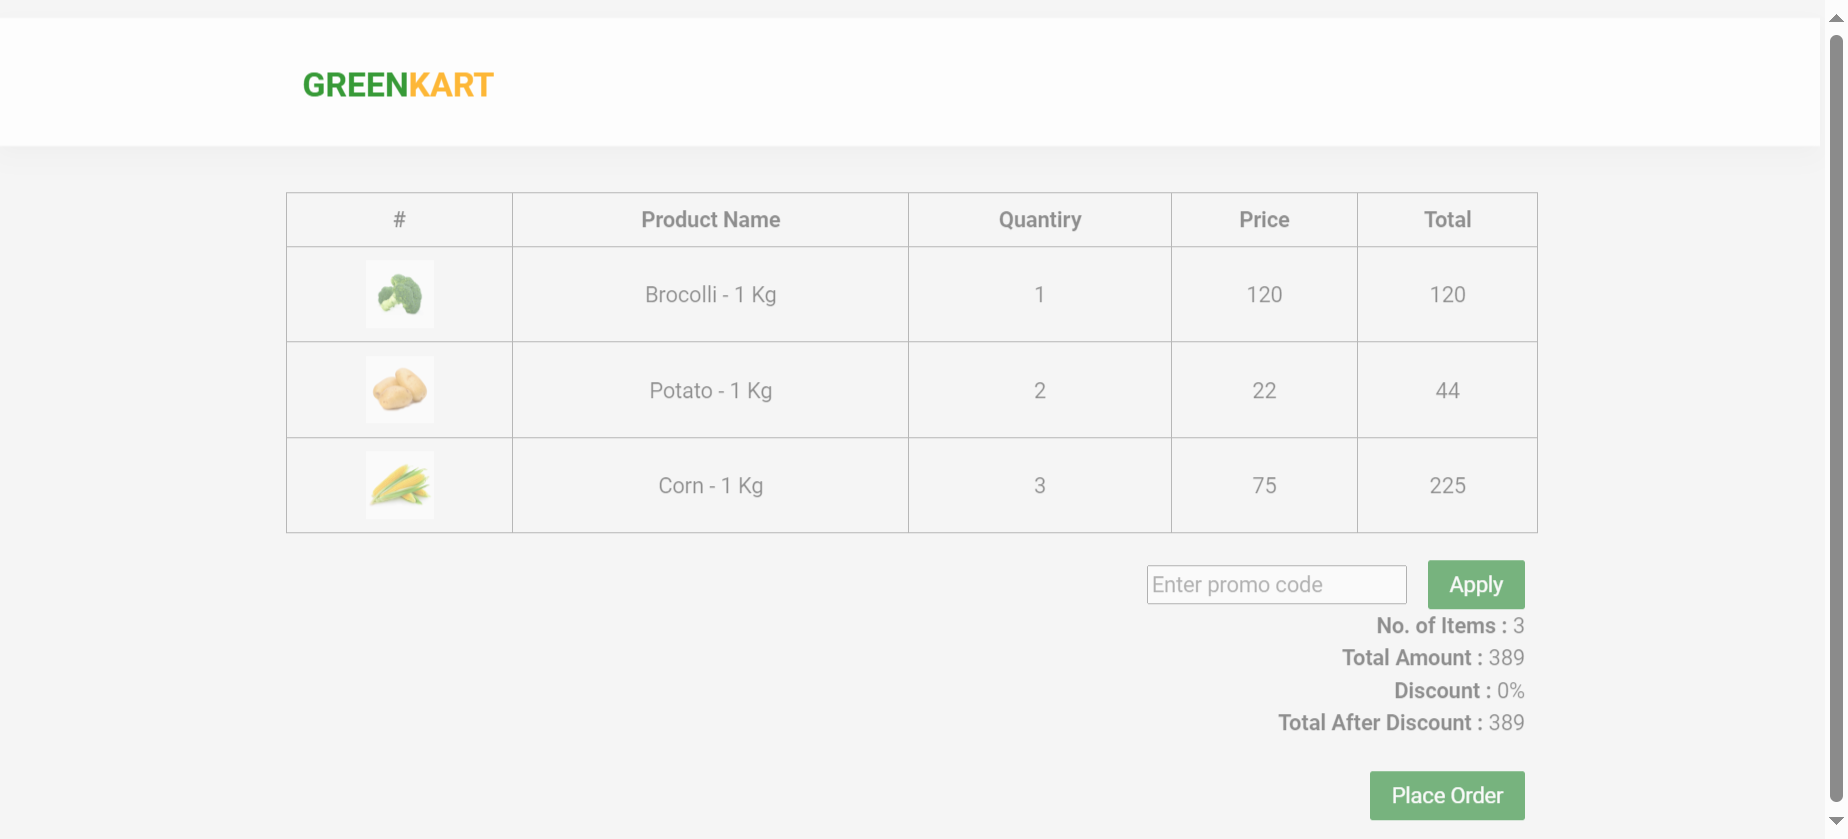 GREENKART
# Product Name Quantiry Price Total
Brocolli - 1 Kg 1 120 120
Potato - 1 Kg 2 22 44
Corn - 1 Kg 3 75 225
Enter promo code Apply
No. of Items : 3
Total Amount : 389
Discount : 0%
Total After Discount : 389
Place Order